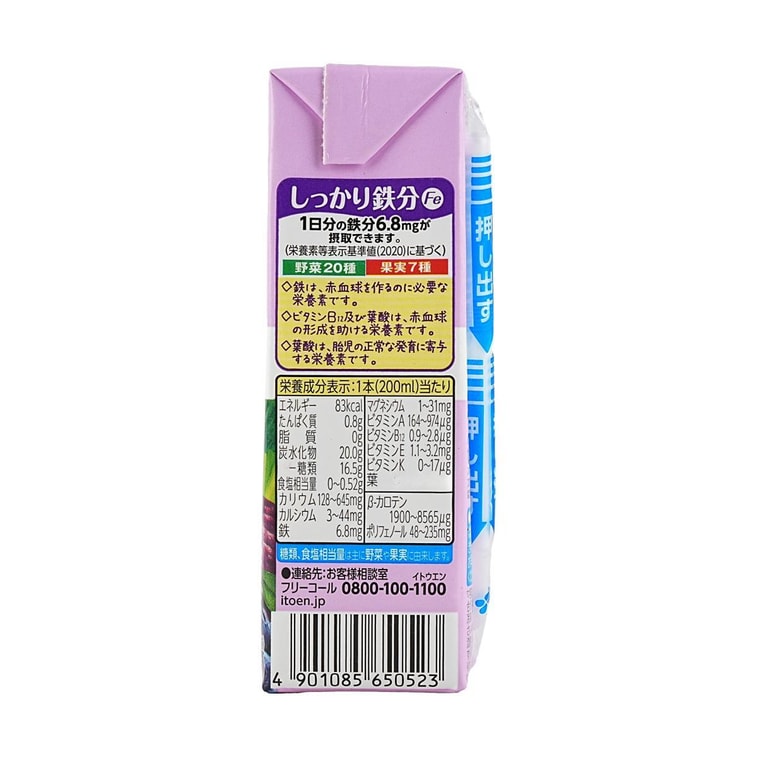 しっかり鉄分 Fe
1日分の鉄分6.8mgが
摂取できます。
(栄養素等表示基準値(2020)に基づく)
野菜20種 果実7種
◇鉄は、赤血球を作るのに必要な
栄養素です。
◇ビタミンB12及び葉酸は、赤血球
の形成を助ける栄養素です。
◇葉酸は、胎児の正常な発育に寄与
する栄養素です。
栄養成分表示:1本(200ml)当たり
エネルギー 83kcal
たんぱく質 0.8g
脂質 0g
炭水化物 20.0g
－糖類 16.5g
食塩相当量 0~0.52g
カリウム 128~645mg
カルシウム 3~44mg
鉄 6.8mg
マグネシウム 1~31mg
ビタミンA 164~974μg
ビタミンB12 0.9~2.8μg
ビタミンE 1.1~3.2mg
ビタミンK 0~17μg
葉
β-カロテン
1900~8565μg
ポリフェノール 48~235mg
糖類、食塩相当量は主に野菜や果実に由来します。
●連絡先:お客様相談室
イトウエン
フリーコール 0800-100-1100
itoen.jp
4 901085 650523
押し出す
押し出